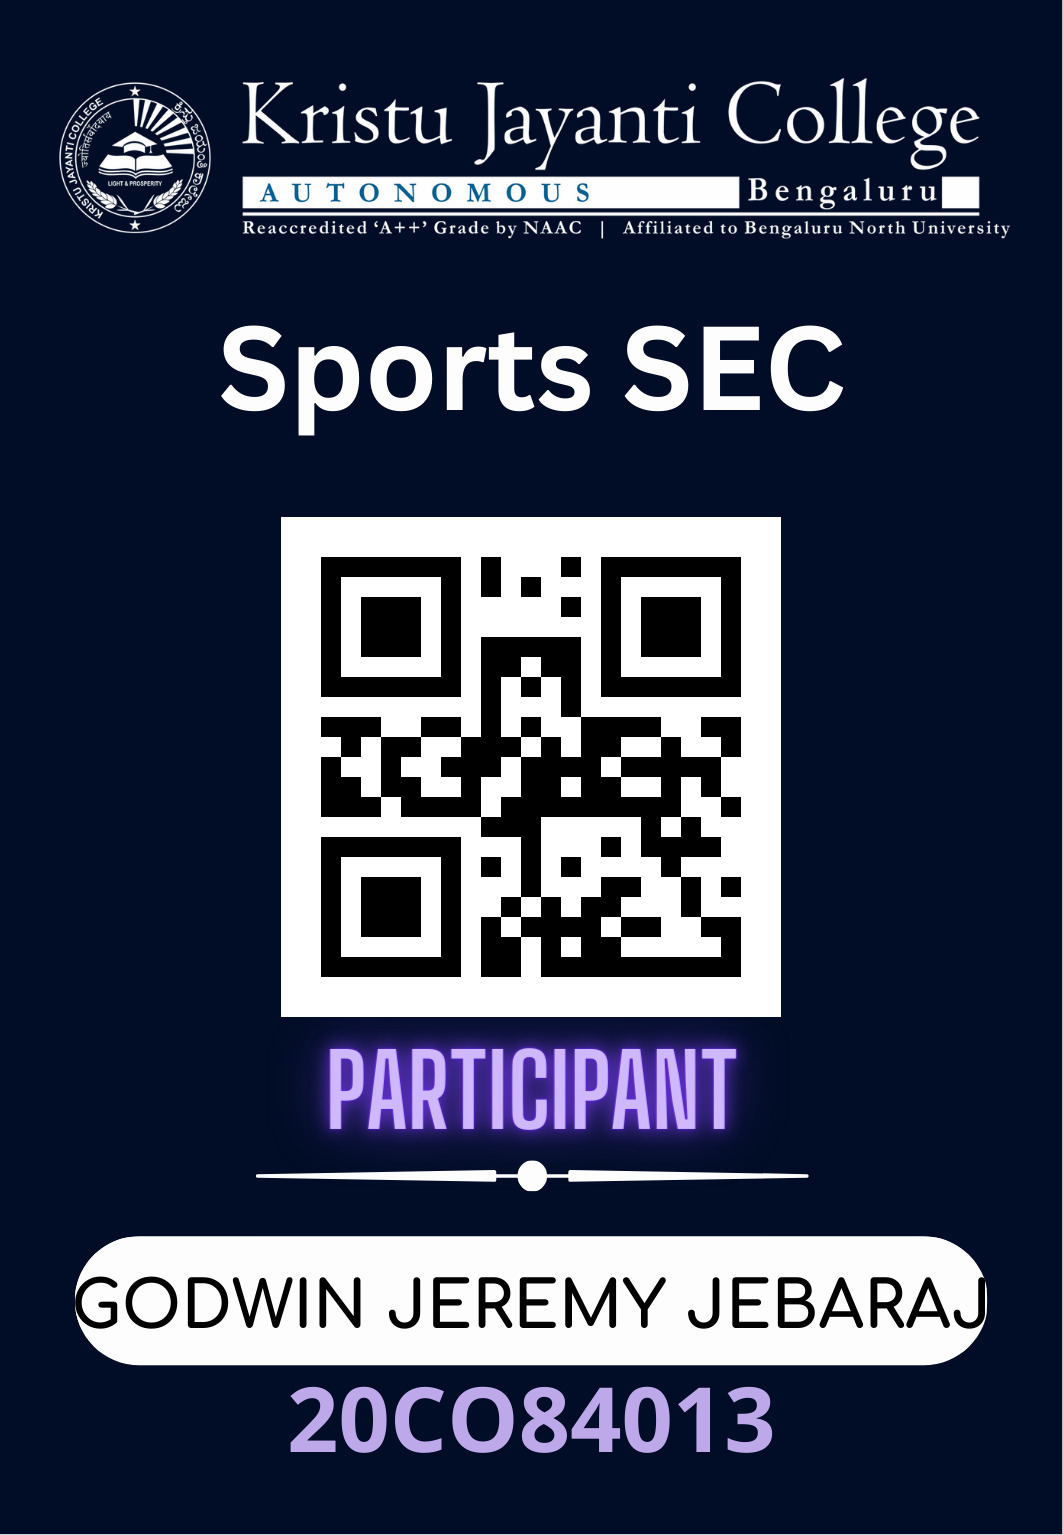 KRISTU JAYANTI COLLEGE
LIGHT & PROSPERITY
Kristu Jayanti College
AUTONOMOUS Bengaluru
Reaccredited ‘A++’ Grade by NAAC | Affiliated to Bengaluru North University
Sports SEC
PARTICIPANT
GODWIN JEREMY JEBARAJ
20CO84013